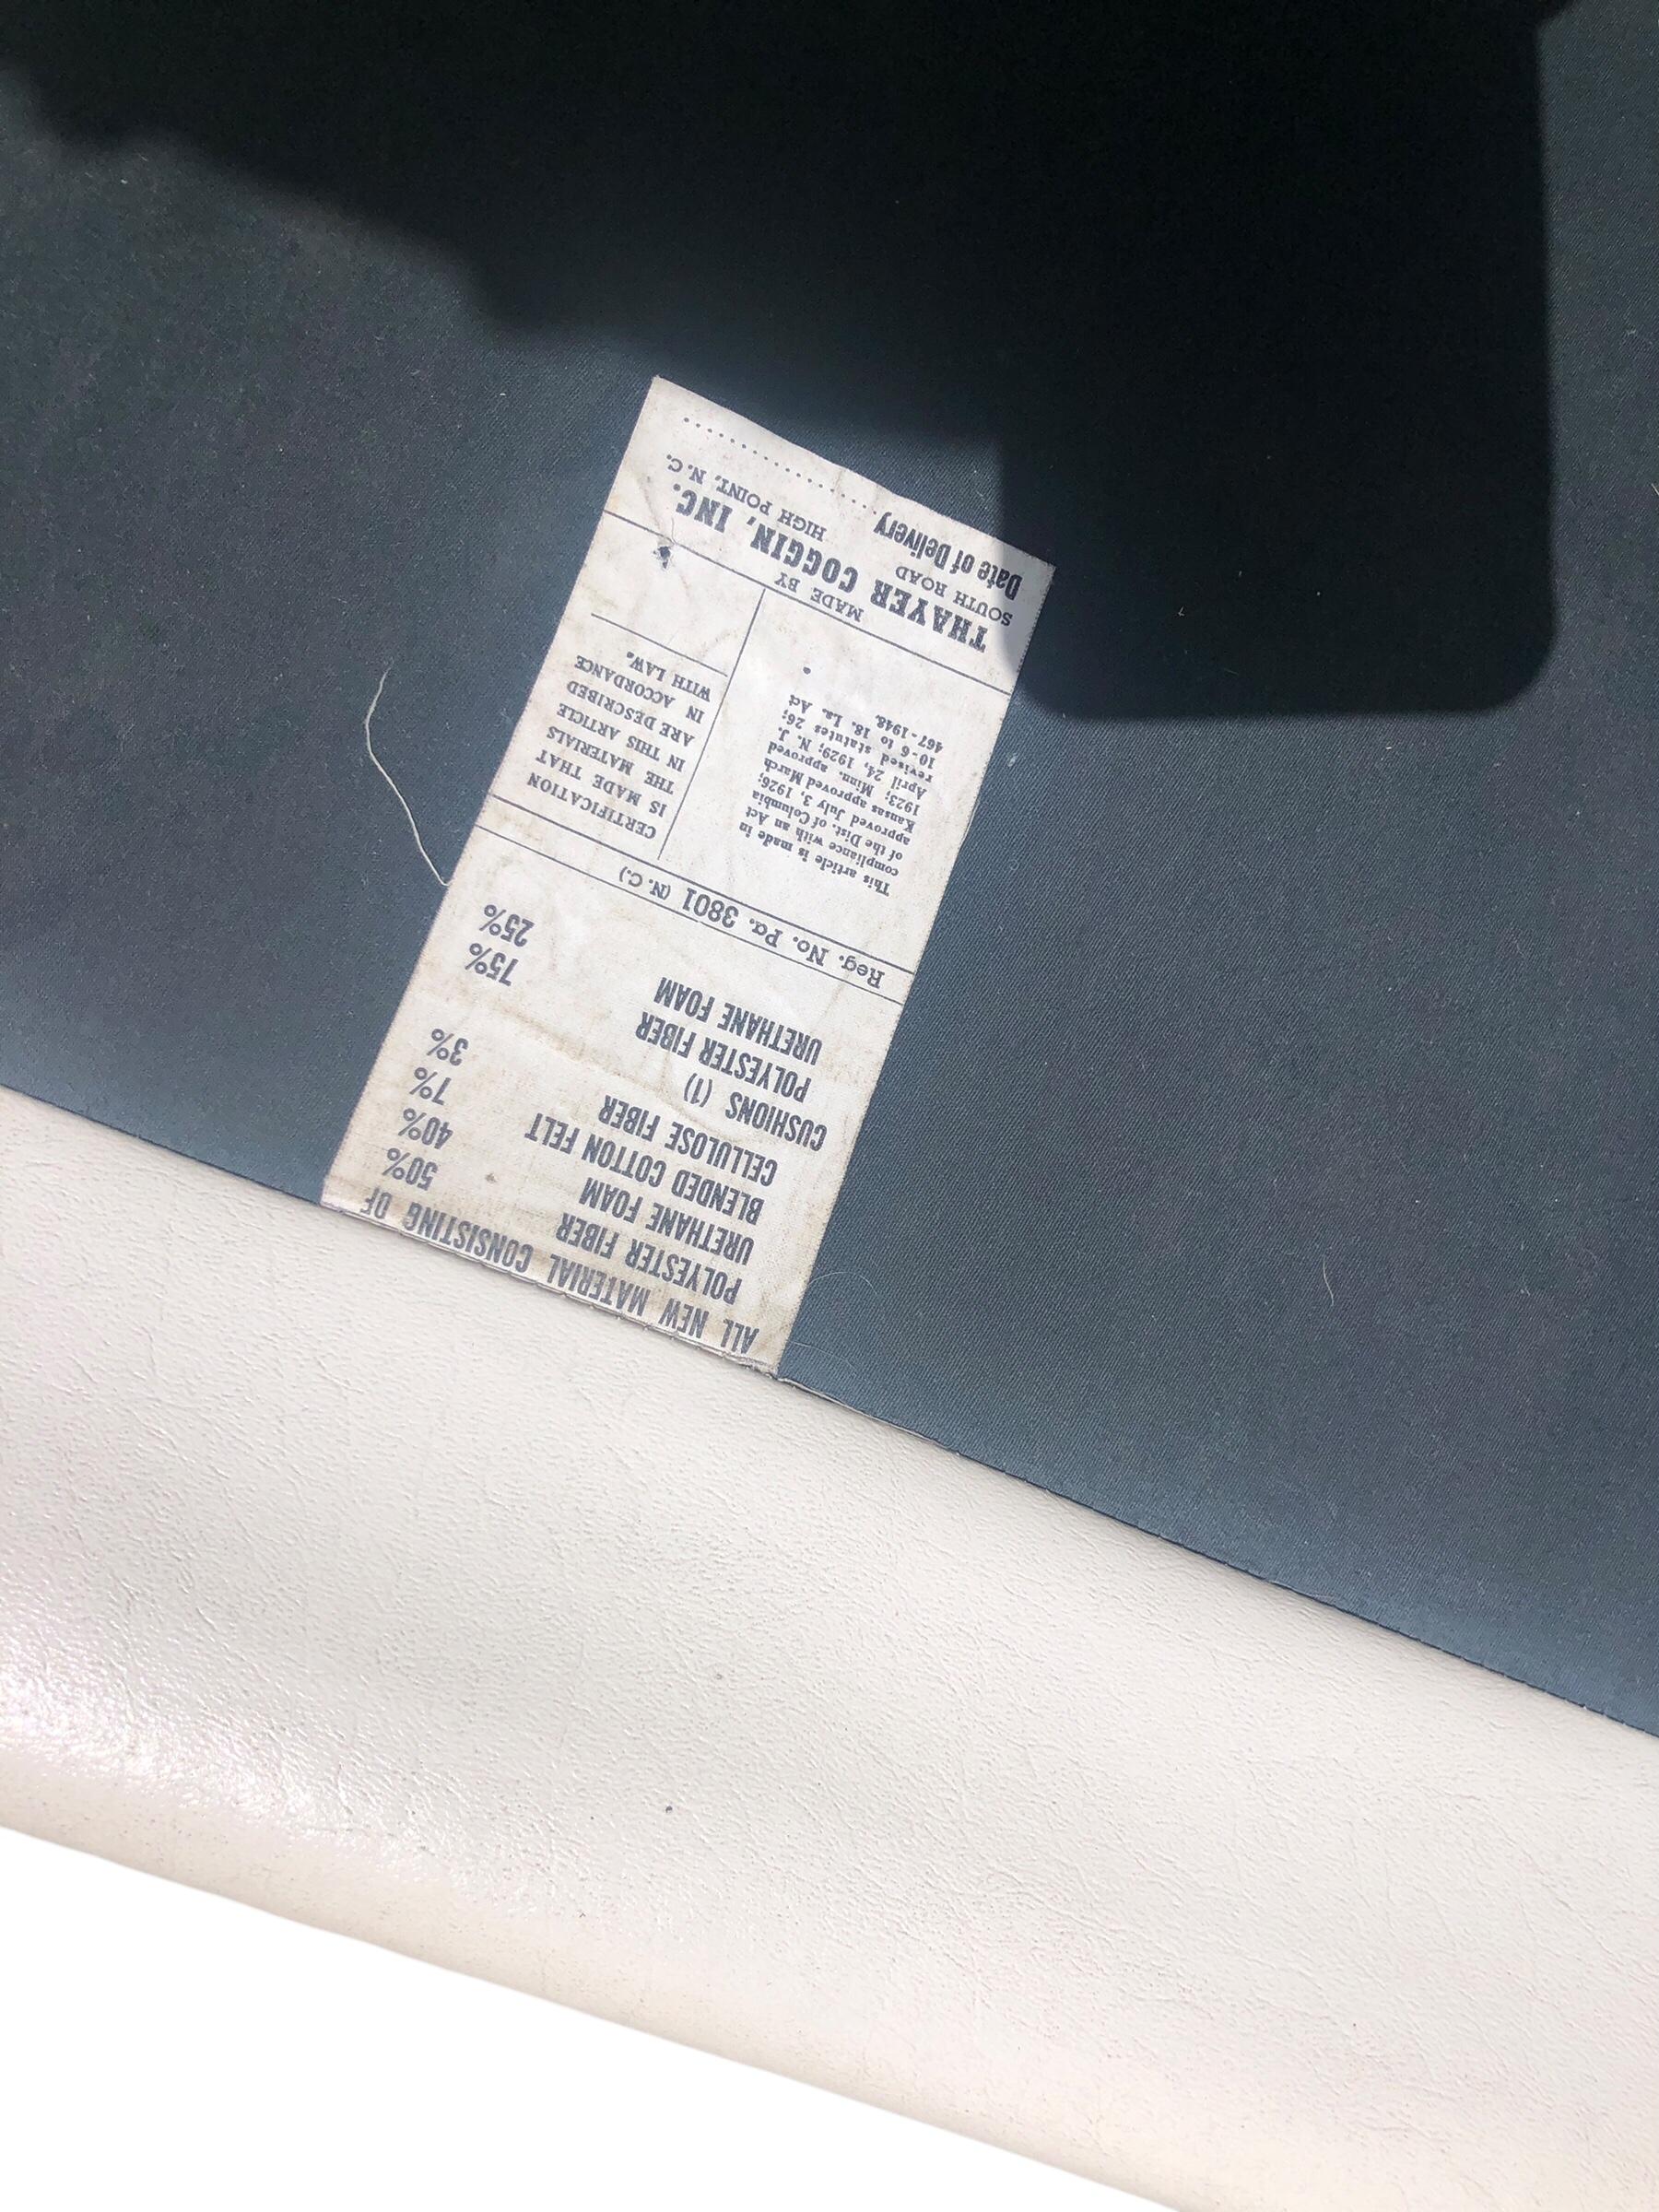 ALL NEW MATERIAL CONSISTING OF
POLYESTER FIBER 50%
URETHANE FOAM 40%
BLENDED COTTON FELT 7%
CELLULOSE FIBER 3%
CUSHIONS (1)
POLYESTER FIBER 75%
URETHANE FOAM 25%
Reg. No. Pa. 3801 (N. C.)
This article is made in
compliance with an Act
of the Dist. of Columbia
approved July 3, 1926;
Kansas approved March
1923; Minn. approved
April 24, 1929; N. J.
revised statutes 26;
10-6 to 18. La. Act
467-1948.
CERTIFICATION
IS MADE THAT
THE MATERIALS
IN THIS ARTICLE
ARE DESCRIBED
IN ACCORDANCE
WITH LAW.
MADE BY
THAYER COGGIN, INC.
SOUTH ROAD HIGH POINT, N. C.
Date of Delivery